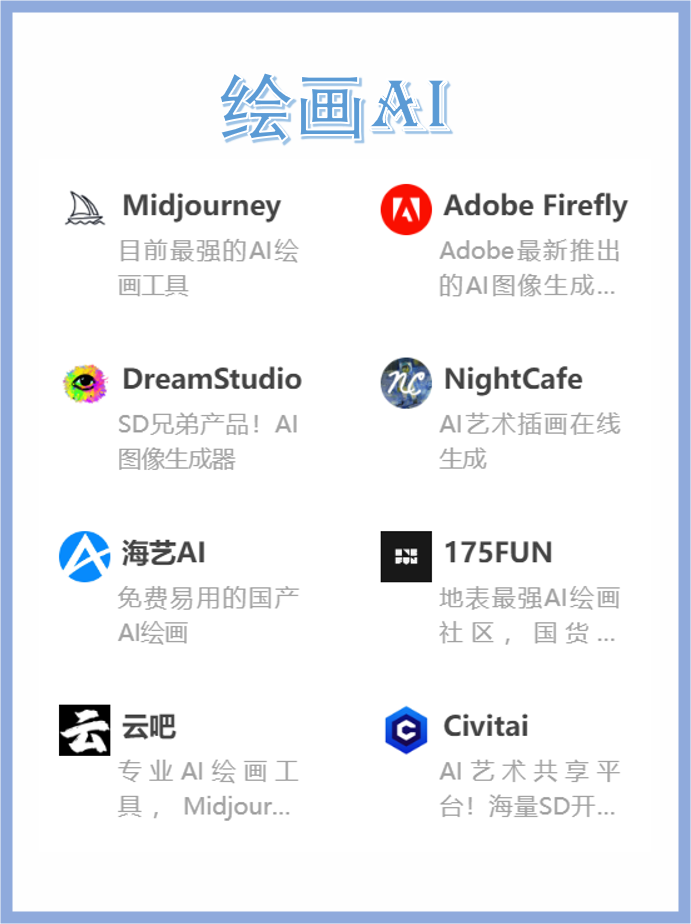 绘画AI
Midjourney
目前最强的AI绘
画工具
Adobe Firefly
Adobe最新推出
的AI图像生成...
DreamStudio
SD兄弟产品！AI
图像生成器
NightCafe
AI艺术插画在线
生成
海艺AI
免费易用的国产
AI绘画
175FUN
地表最强AI绘画
社区，国货...
云吧
专业AI绘画工
具，Midjour...
Civitai
AI艺术共享平
台！海量SD开...